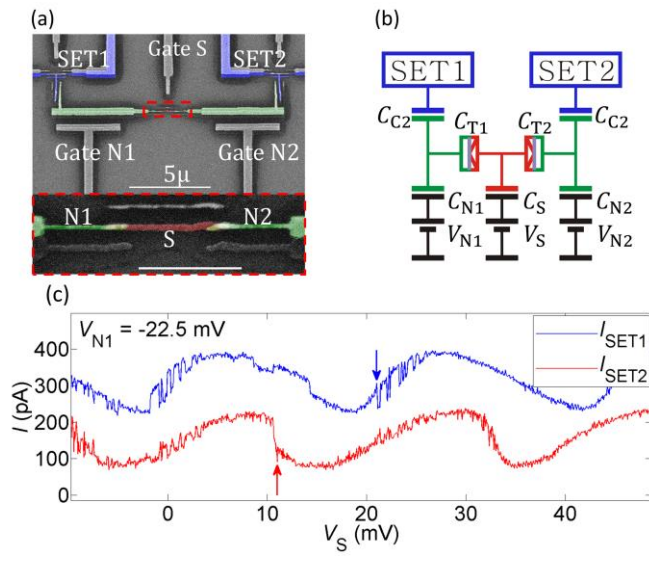 (a)
Gate S
SET1
SET2
Gate N1
Gate N2
5μ
N1
N2
S
(b)
SET1
SET2
C_C2
C_T1
C_T2
C_C2
C_N1
C_S
C_N2
V_N1
V_S
V_N2
(c)
V_N1 = -22.5 mV
I_SET1
I_SET2
400
300
200
100
0
I (pA)
0 10 20 30 40
V_S (mV)